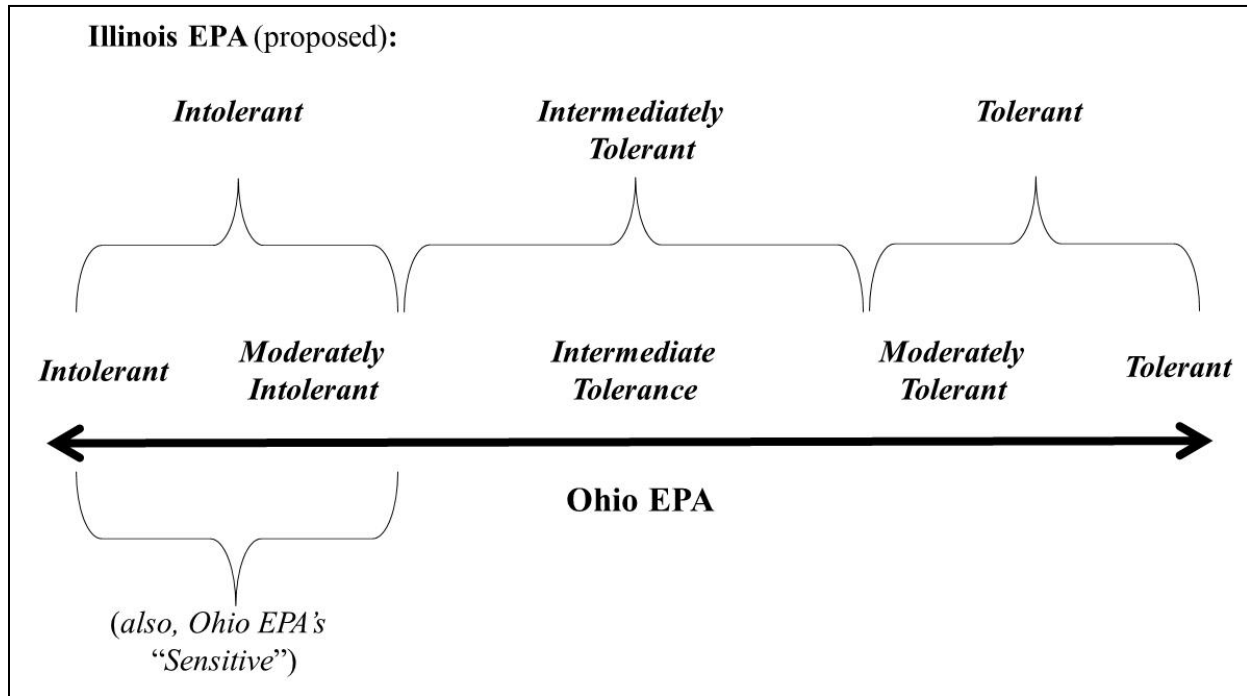 Illinois EPA (proposed):
Intolerant
Intermediately
Tolerant
Tolerant
Intolerant
Moderately
Intolerant
Intermediate
Tolerance
Moderately
Tolerant
Tolerant
Ohio EPA
(also, Ohio EPA’s
“Sensitive”)